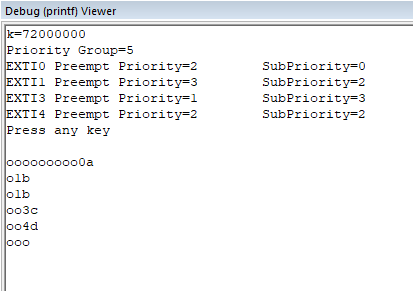 Debug (printf) Viewer
k=72000000
Priority Group=5
EXTI0 Preempt Priority=2 SubPriority=0
EXTI1 Preempt Priority=3 SubPriority=2
EXTI3 Preempt Priority=1 SubPriority=3
EXTI4 Preempt Priority=2 SubPriority=2
Press any key
ooooooooo0a
olb
olb
oo3c
oo4d
ooo